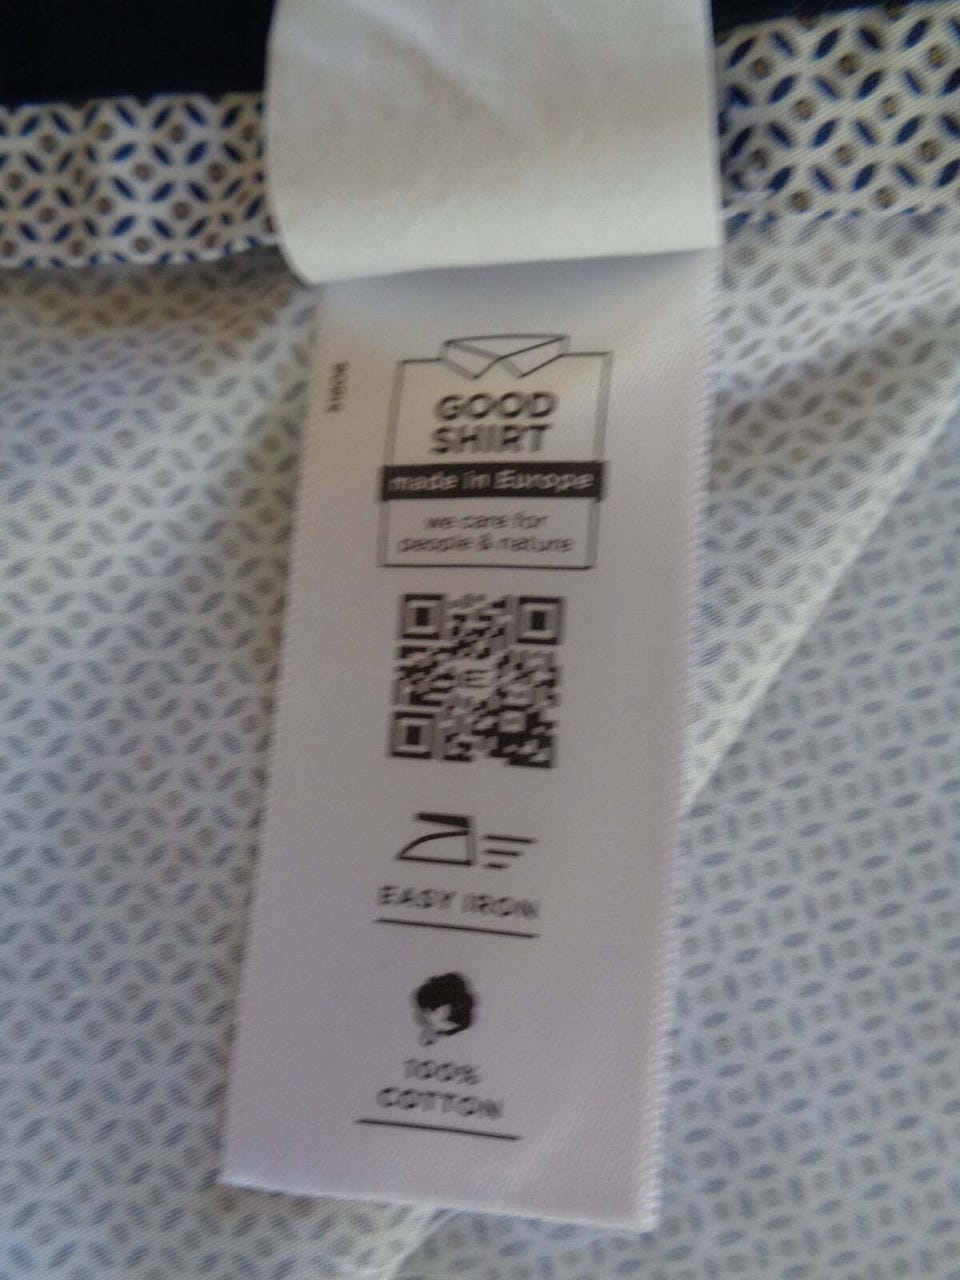 GOOD
SHIRT
made in Europe
we care for
people & nature
EASY IRON
100%
COTTON